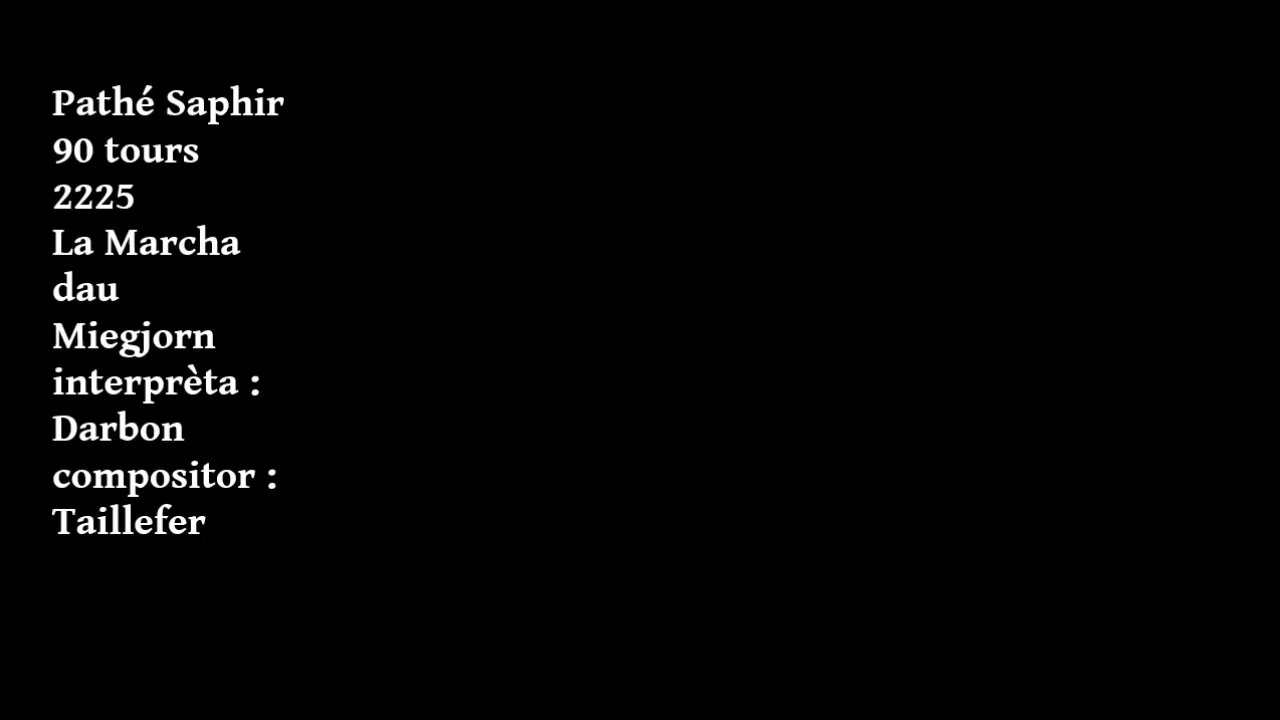 Pathé Saphir
90 tours
2225
La Marcha
dau
Miegjorn
interprèta :
Darbon
compositor :
Taillefer